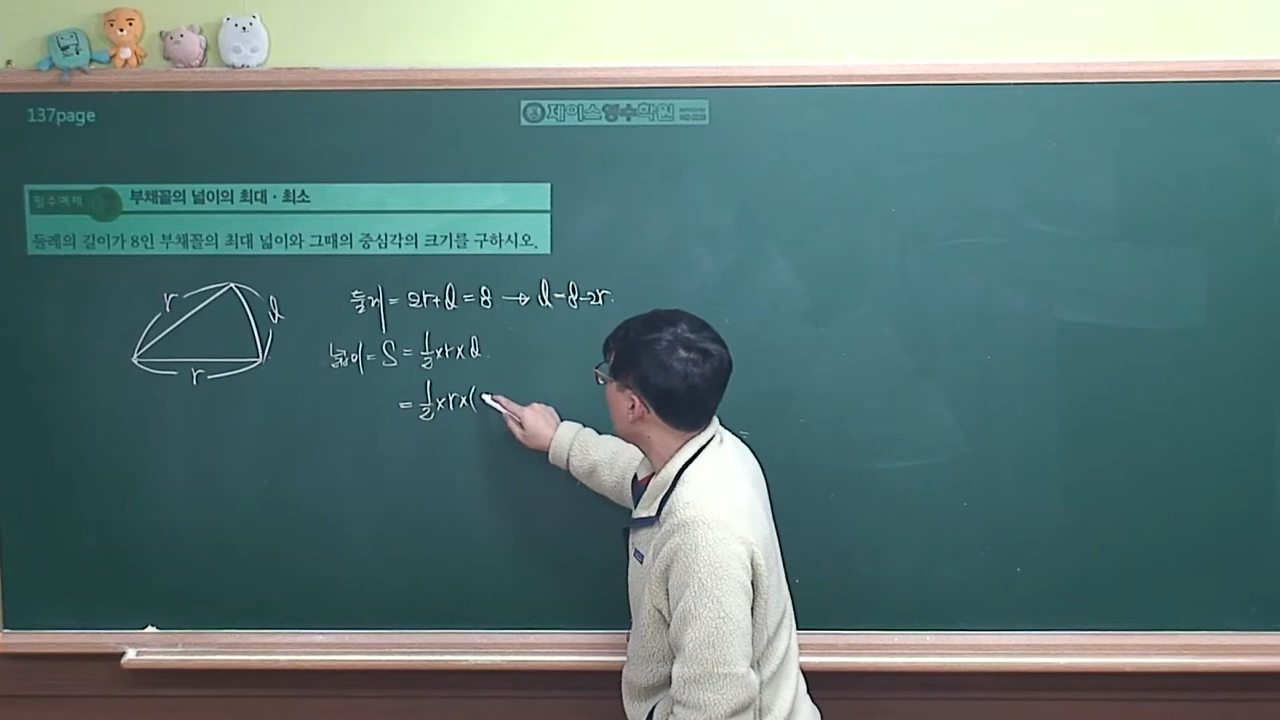 137page
제이스영수학원
필수예제
부채꼴의 넓이의 최대 · 최소
둘레의 길이가 8인 부채꼴의 최대 넓이와 그때의 중심각의 크기를 구하시오.
r
l
r
둘레 = 2r+l = 8 → l=8-2r.
넓이 = S = 1/2×r×l.
= 1/2×r×(